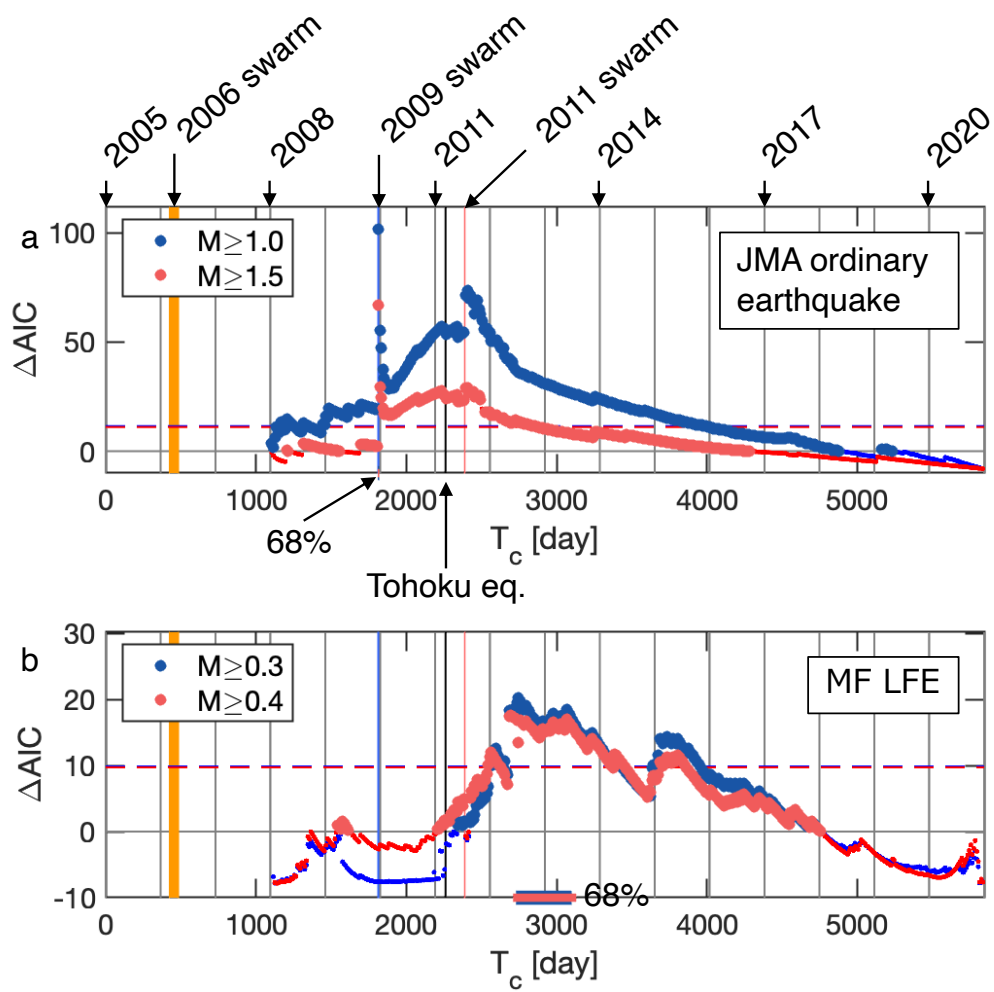 2005
2006 swarm
2008
2009 swarm
2011
2011 swarm
2014
2017
2020
a
M≥1.0
M≥1.5
JMA ordinary
earthquake
100
50
0
ΔAIC
0 1000 2000 3000 4000 5000
68%
T_c [day]
Tohoku eq.
b
M≥0.3
M≥0.4
MF LFE
30
20
10
0
-10
ΔAIC
68%
0 1000 2000 3000 4000 5000
T_c [day]